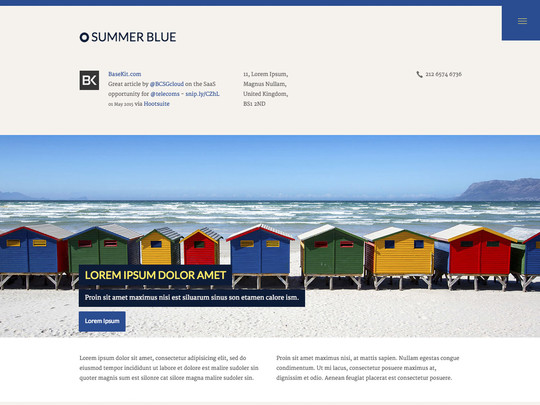 SUMMER BLUE
BK
BaseKit.com
Great article by @BCSGcloud on the SaaS
opportunity for @telecoms - snip.ly/CZhL
01 May 2015 via Hootsuite
11, Lorem Ipsum,
Magnus Nullam,
United Kingdom,
BS1 2ND
212 6574 6736
LOREM IPSUM DOLOR AMET
Proin sit amet maximus nisi est siluarum sinus son etamen calore ism.
Lorem Ipsum
Lorem ipsum dolor sit amet, consectetur adipisicing elit, sed do
eiusmod tempor incididunt ut labore et dolore est dolore nulla sudoler sin
quoter magnis sum est silonre cat silore magna malire sudoler sin.
Proin sit amet maximus nisi, at mattis sapien. Nullam egestas congue
condimentum. Ut mi lacus, consectetur posuere maximus at,
dignissim et odio. Aenean feugiat placerat est consectetur posuere.